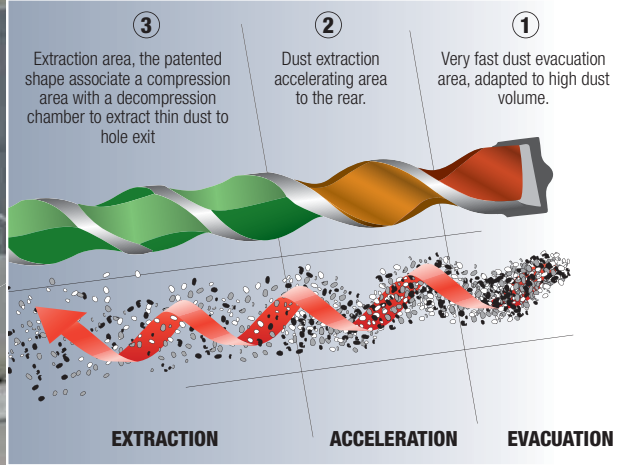 3
Extraction area, the patented
shape associate a compression
area with a decompression
chamber to extract thin dust to
hole exit
2
Dust extraction
accelerating area
to the rear.
1
Very fast dust evacuation
area, adapted to high dust
volume.
EXTRACTION
ACCELERATION
EVACUATION